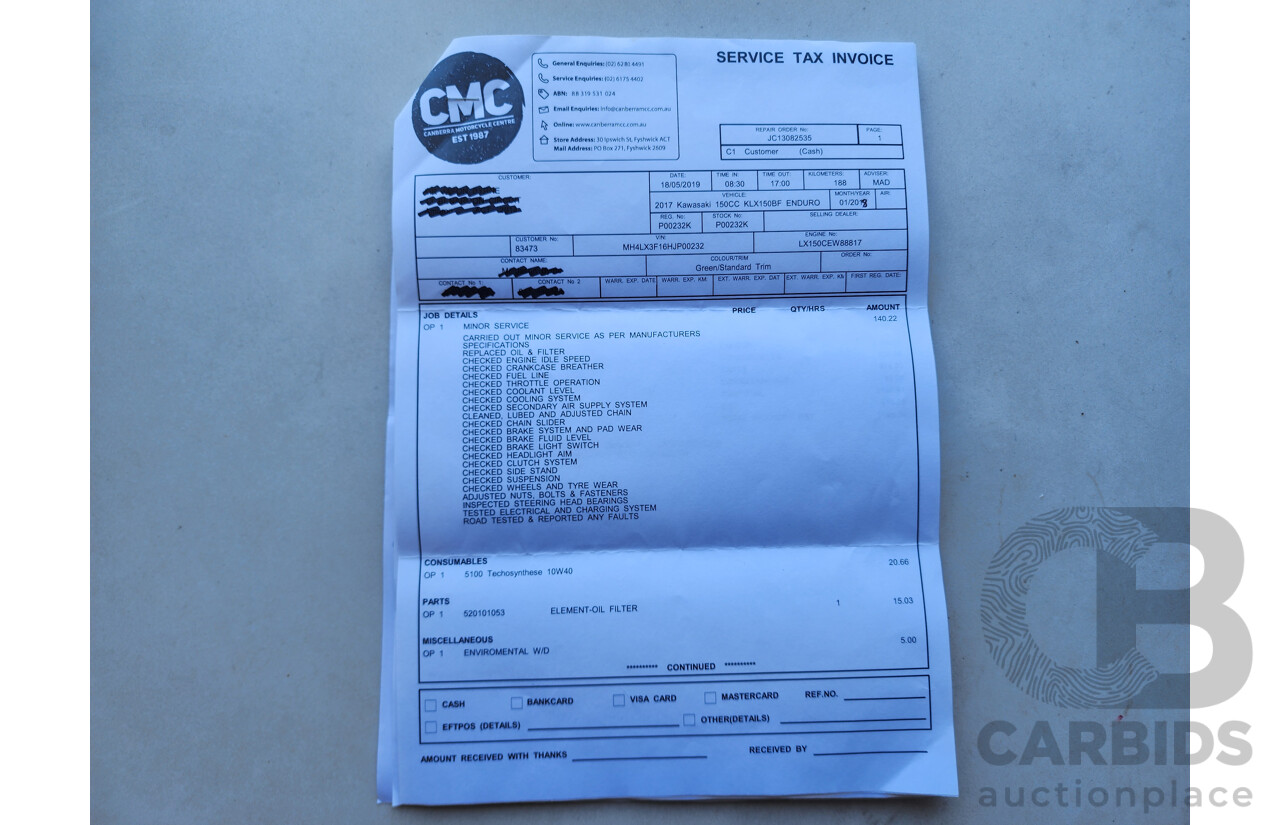 CMC
CANBERRA MOTORCYCLE CENTRE
EST 1987
General Enquiries: (02) 6280 4491
Service Enquiries: (02) 6175 4402
ABN: 88 319 531 024
Email Enquiries: info@canberramcc.com.au
Online: www.canberramcc.com.au
Store Address: 30 Ipswich St, Fyshwick ACT
Mail Address: PO Box 271, Fyshwick 2609
SERVICE TAX INVOICE
REPAIR ORDER No: PAGE:
JC13082535 1
C1 Customer (Cash)
CUSTOMER:
DATE: TIME IN: TIME OUT: KILOMETERS: ADVISER:
18/05/2019 08:30 17:00 188 MAD
VEHICLE: MONTH/YEAR AIR:
2017 Kawasaki 150CC KLX150BF ENDURO 01/2018
REG. No: STOCK No: SELLING DEALER:
P00232K P00232K
CUSTOMER No: VIN: ENGINE No:
83473 MH4LX3F16HJP00232 LX150CEW88817
CONTACT NAME: COLOUR/TRIM ORDER No:
Green/Standard Trim
CONTACT No 1: CONTACT No 2 WARR. EXP. DATE WARR. EXP. KM: EXT. WARR. EXP. DAT EXT. WARR. EXP. KM FIRST REG. DATE:
JOB DETAILS PRICE QTY/HRS AMOUNT
OP 1 MINOR SERVICE 140.22
CARRIED OUT MINOR SERVICE AS PER MANUFACTURERS
SPECIFICATIONS
REPLACED OIL & FILTER
CHECKED ENGINE IDLE SPEED
CHECKED CRANKCASE BREATHER
CHECKED FUEL LINE
CHECKED THROTTLE OPERATION
CHECKED COOLANT LEVEL
CHECKED COOLING SYSTEM
CHECKED SECONDARY AIR SUPPLY SYSTEM
CLEANED, LUBED AND ADJUSTED CHAIN
CHECKED CHAIN SLIDER
CHECKED BRAKE SYSTEM AND PAD WEAR
CHECKED BRAKE FLUID LEVEL
CHECKED BRAKE LIGHT SWITCH
CHECKED HEADLIGHT AIM
CHECKED CLUTCH SYSTEM
CHECKED SIDE STAND
CHECKED SUSPENSION
CHECKED WHEELS AND TYRE WEAR
ADJUSTED NUTS, BOLTS & FASTENERS
INSPECTED STEERING HEAD BEARINGS
TESTED ELECTRICAL AND CHARGING SYSTEM
ROAD TESTED & REPORTED ANY FAULTS
CONSUMABLES 20.66
OP 1 5100 Techosynthese 10W40
PARTS
OP 1 520101053 ELEMENT-OIL FILTER 1 15.03
MISCELLANEOUS 5.00
OP 1 ENVIROMENTAL W/D
********** CONTINUED **********
CASH BANKCARD VISA CARD MASTERCARD REF.NO.
EFTPOS (DETAILS) OTHER(DETAILS)
AMOUNT RECEIVED WITH THANKS RECEIVED BY
CB
CARBIDS
auctionplace